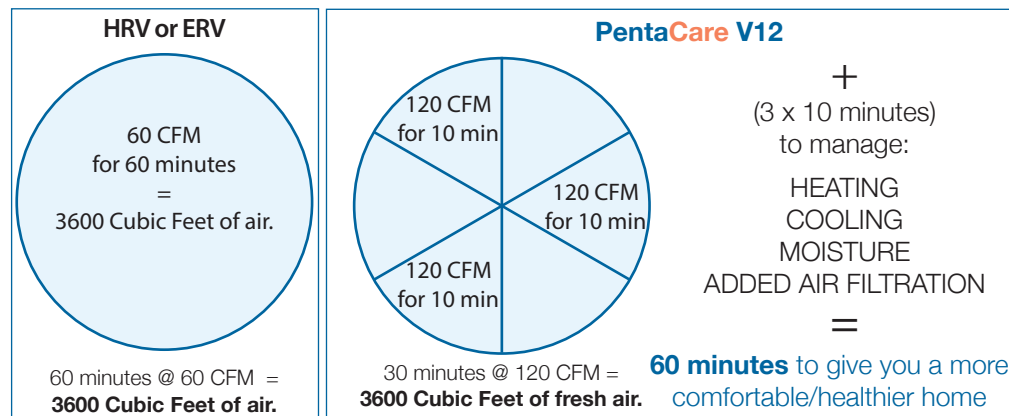 HRV or ERV
60 CFM
for 60 minutes
=
3600 Cubic Feet of air.
60 minutes @ 60 CFM =
3600 Cubic Feet of air.
PentaCare V12
120 CFM
for 10 min
120 CFM
for 10 min
120 CFM
for 10 min
30 minutes @ 120 CFM =
3600 Cubic Feet of fresh air.
+
(3 x 10 minutes)
to manage:
HEATING
COOLING
MOISTURE
ADDED AIR FILTRATION
=
60 minutes to give you a more
comfortable/healthier home